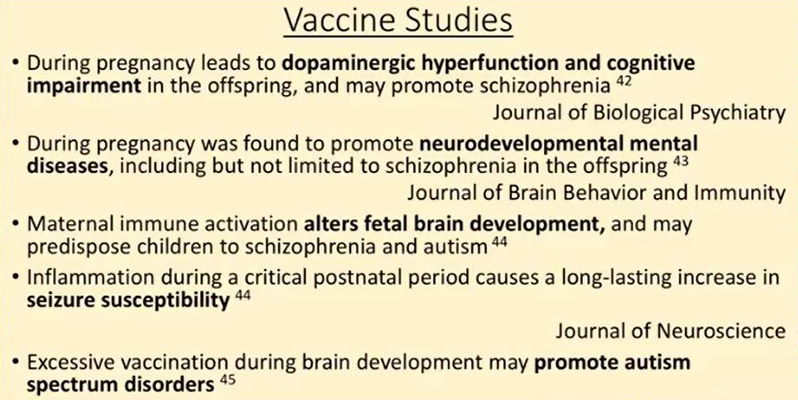 Vaccine Studies
• During pregnancy leads to dopaminergic hyperfunction and cognitive
impairment in the offspring, and may promote schizophrenia 42
Journal of Biological Psychiatry
• During pregnancy was found to promote neurodevelopmental mental
diseases, including but not limited to schizophrenia in the offspring 43
Journal of Brain Behavior and Immunity
• Maternal immune activation alters fetal brain development, and may
predispose children to schizophrenia and autism 44
• Inflammation during a critical postnatal period causes a long-lasting increase in
seizure susceptibility 44
Journal of Neuroscience
• Excessive vaccination during brain development may promote autism
spectrum disorders 45